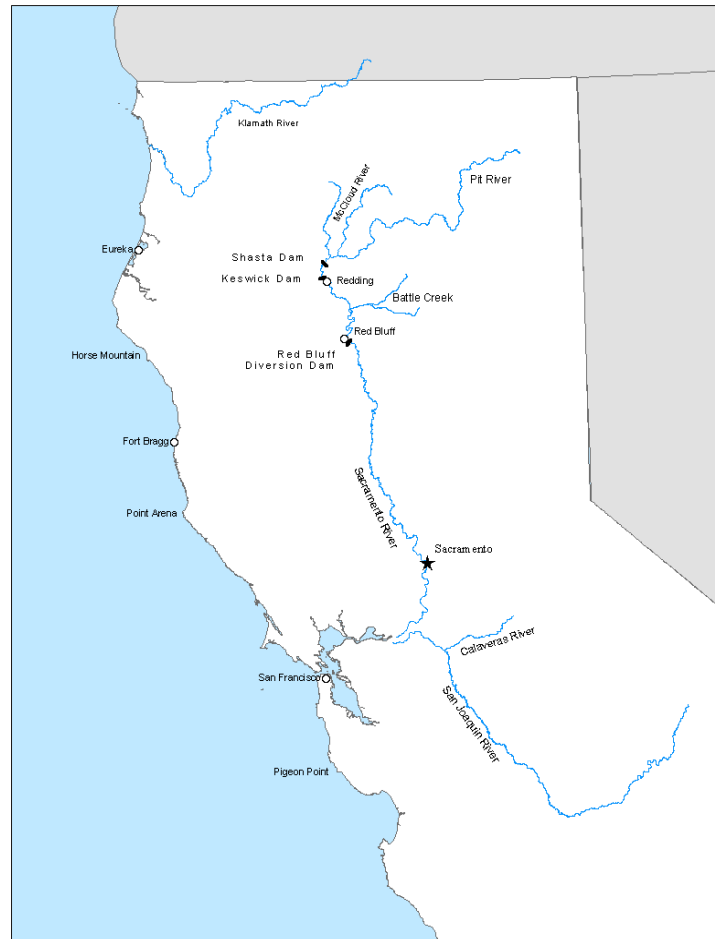 Klamath River
McCloud River
Pit River
Eureka
Shasta Dam
Keswick Dam
Redding
Battle Creek
Red Bluff
Red Bluff
Diversion Dam
Horse Mountain
Fort Bragg
Sacramento River
Point Arena
Sacramento
Calaveras River
San Francisco
San Joaquin River
Pigeon Point